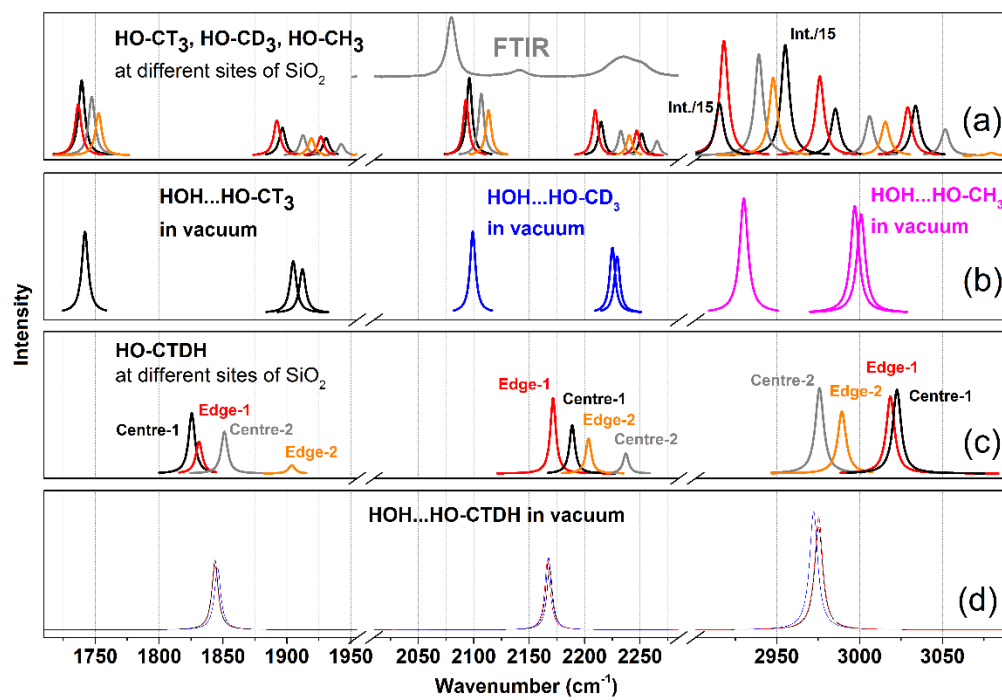 HO-CT₃, HO-CD₃, HO-CH₃
at different sites of SiO₂
FTIR
Int./15
Int./15
(a)
HOH...HO-CT₃
in vacuum
HOH...HO-CD₃
in vacuum
HOH...HO-CH₃
in vacuum
(b)
Intensity
HO-CTDH
at different sites of SiO₂
Centre-1
Edge-1
Centre-2
Edge-2
Edge-1
Centre-1
Edge-2
Centre-2
Centre-2
Edge-2
Edge-1
Centre-1
(c)
HOH...HO-CTDH in vacuum
(d)
1750 1800 1850 1900 1950 2050 2100 2150 2200 2250 2950 3000 3050
Wavenumber (cm⁻¹)